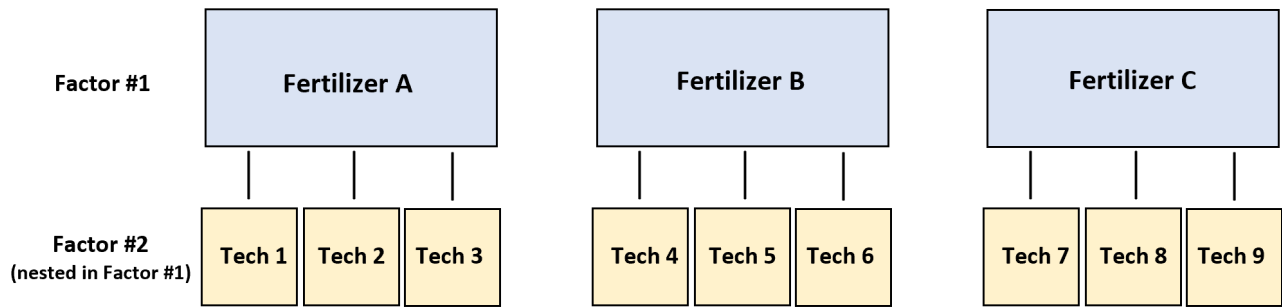 Factor #1
Fertilizer A
Fertilizer B
Fertilizer C
Factor #2
(nested in Factor #1)
Tech 1
Tech 2
Tech 3
Tech 4
Tech 5
Tech 6
Tech 7
Tech 8
Tech 9